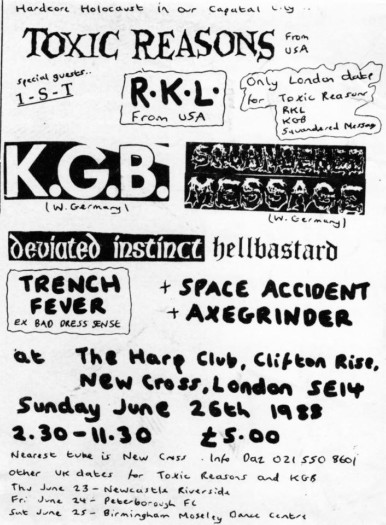 Hardcore Holocaust in our Capital City...
TOXIC REASONS From USA
special guests..
I-S-T
R·K·L·
From USA
Only London date
for Toxic Reasons
RKL
KGB
Squandered Message
K.G.B.
(W. Germany)
SQUANDERED
MESSAGE
(W. Germany)
deviated instinct hellbastard
TRENCH
FEVER
EX BAD DRESS SENSE
+ SPACE ACCIDENT
+ AXEGRINDER
at The Harp Club, Clifton Rise,
New Cross, London SE14
Sunday June 26th 1988
2.30-11.30 £5.00
Nearest tube is New Cross. Info Daz 021 550 8601
Other UK dates for Toxic Reasons and KGB
Thu June 23 - Newcastle Riverside
Fri June 24 - Peterborough FC
Sat June 25 - Birmingham Moseley Dance Centre